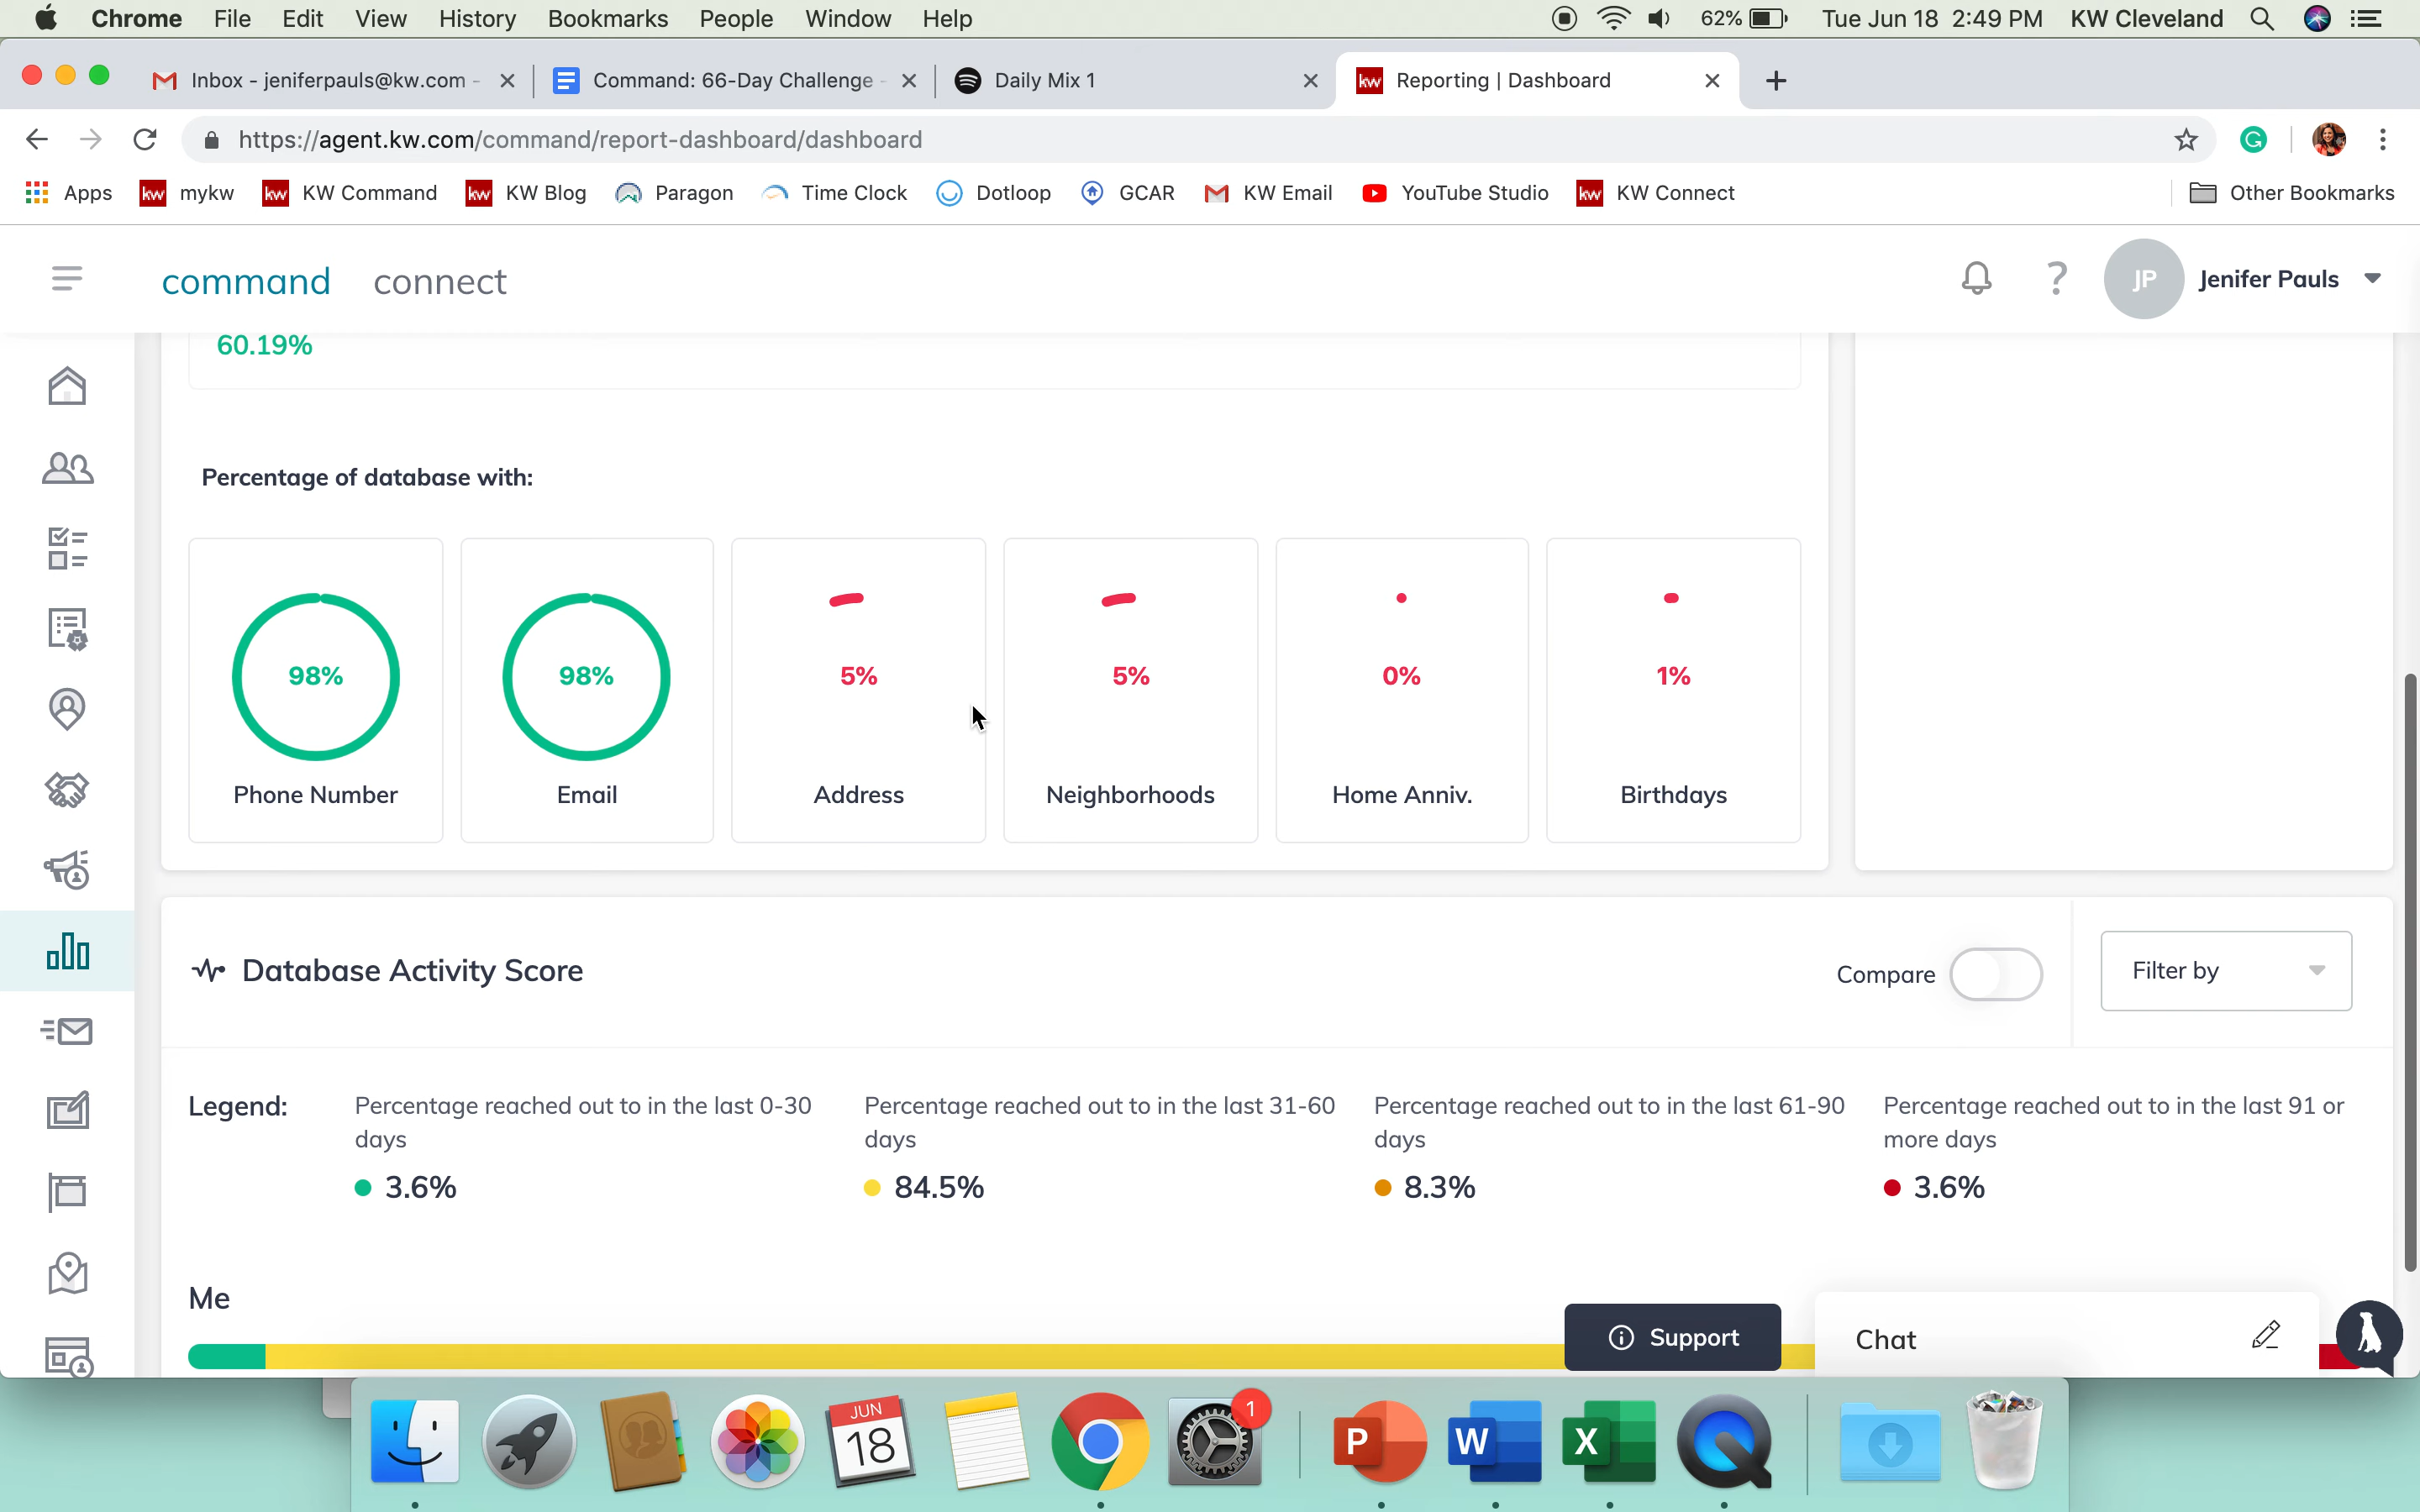 Chrome File Edit View History Bookmarks People Window Help 62% Tue Jun 18 2:49 PM KW Cleveland
Inbox - jeniferpauls@kw.com - Command: 66-Day Challenge - Daily Mix 1 kw Reporting | Dashboard
https://agent.kw.com/command/report-dashboard/dashboard
Apps kw mykw kw KW Command kw KW Blog Paragon Time Clock Dotloop GCAR KW Email YouTube Studio kw KW Connect Other Bookmarks
command connect ? JP Jenifer Pauls
60.19%
Percentage of database with:
98% 98% 5% 5% 0% 1%
Phone Number Email Address Neighborhoods Home Anniv. Birthdays
Database Activity Score Compare Filter by
Legend: Percentage reached out to in the last 0-30 Percentage reached out to in the last 31-60 Percentage reached out to in the last 61-90 Percentage reached out to in the last 91 or
days days days more days
3.6% 84.5% 8.3% 3.6%
Me
Support Chat
JUN 1
18 P W X